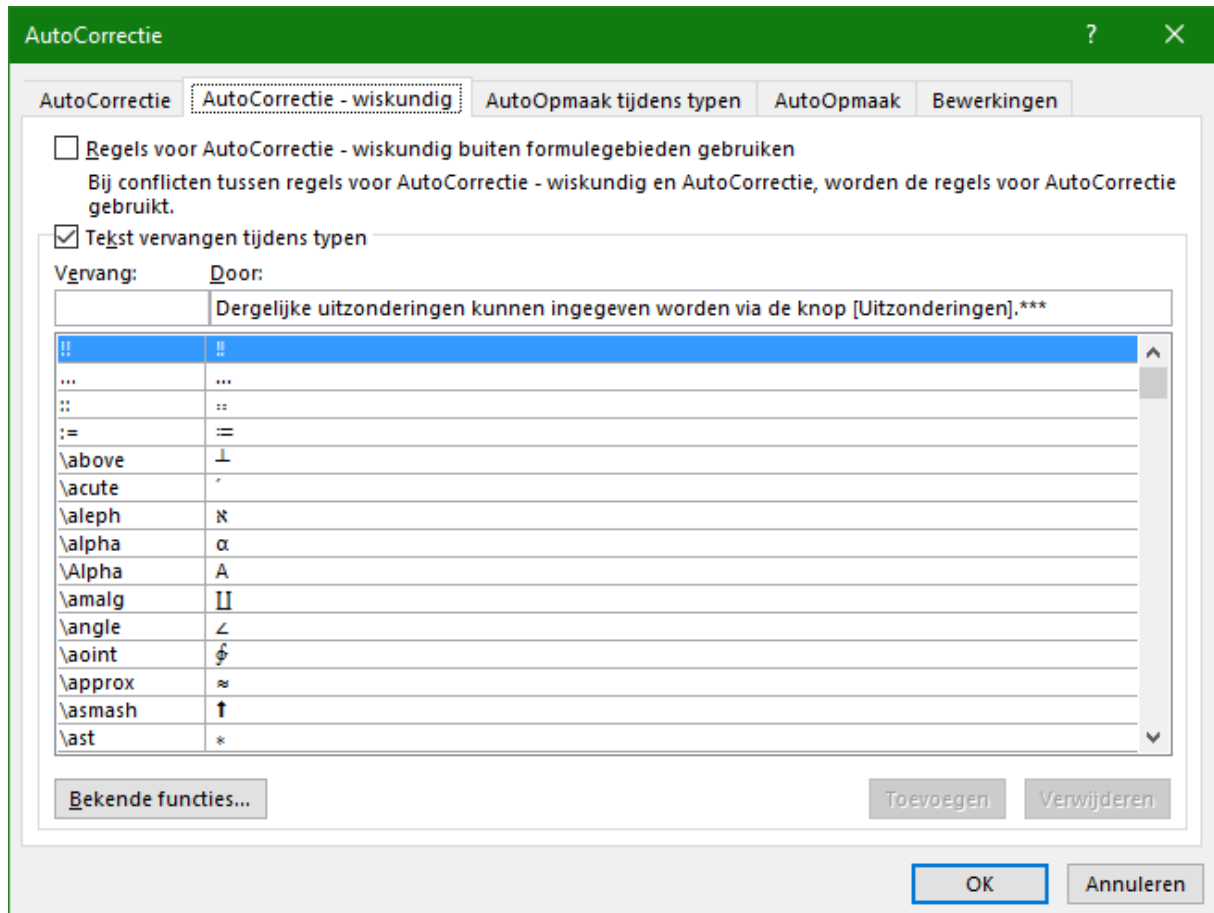 AutoCorrectie ? ×
AutoCorrectie AutoCorrectie - wiskundig AutoOpmaak tijdens typen AutoOpmaak Bewerkingen
Regels voor AutoCorrectie - wiskundig buiten formulegebieden gebruiken
Bij conflicten tussen regels voor AutoCorrectie - wiskundig en AutoCorrectie, worden de regels voor AutoCorrectie
gebruikt.
Tekst vervangen tijdens typen
Vervang: Door:
Dergelijke uitzonderingen kunnen ingegeven worden via de knop [Uitzonderingen].***
!! ‼
... …
:: ∷
:= ≔
\above ┴
\acute ́
\aleph ℵ
\alpha α
\Alpha Α
\amalg ∐
\angle ∠
\aoint ∳
\approx ≈
\asmash ⬆
\ast ∗
Bekende functies... Toevoegen Verwijderen
OK Annuleren